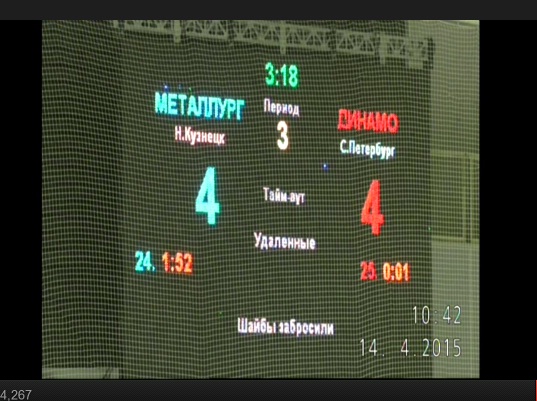 3:18
МЕТАЛЛУРГ
Период
ДИНАМО
Н.Кузнецк
3
С.Петербург
4
Тайм-аут
4
Удаленные
24. 1:52
25. 0:01
Шайбы забросили
10:42
14. 4.2015
4,267